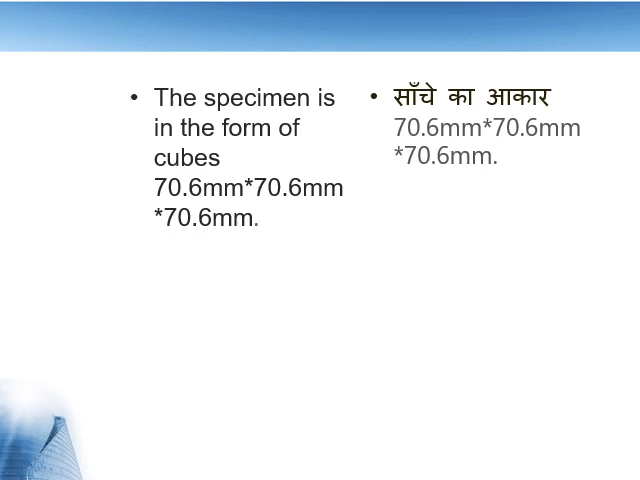 • The specimen is
in the form of
cubes
70.6mm*70.6mm
*70.6mm.
• साँचे का आकार
70.6mm*70.6mm
*70.6mm.